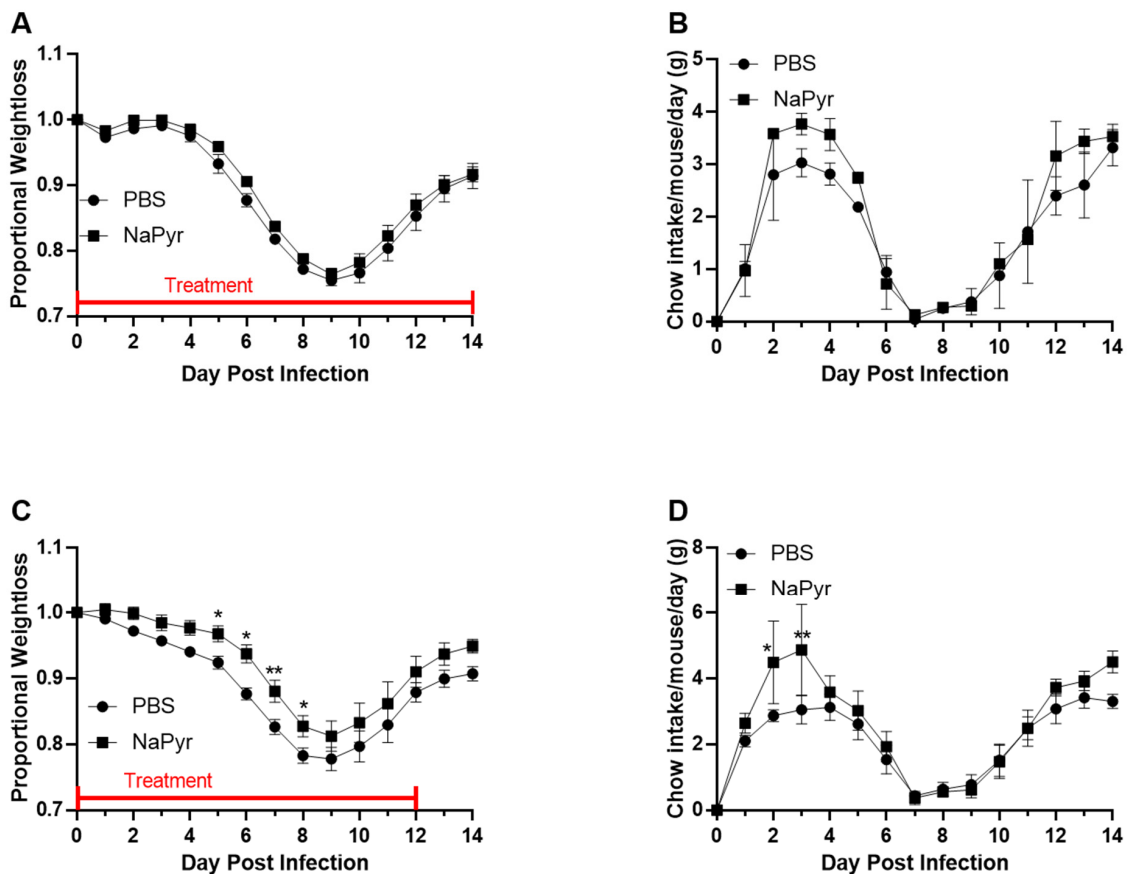 A
Proportional Weightloss
1.1
1.0
0.9
0.8
0.7
PBS
NaPyr
Treatment
0 2 4 6 8 10 12 14
Day Post Infection
B
Chow intake/mouse/day (g)
5
4
3
2
1
0
PBS
NaPyr
0 2 4 6 8 10 12 14
Day Post Infection
C
Proportional Weightloss
1.1
1.0
0.9
0.8
0.7
* * ** *
PBS
NaPyr
Treatment
0 2 4 6 8 10 12 14
Day Post Infection
D
Chow intake/mouse/day (g)
8
6
4
2
0
PBS
NaPyr
* **
0 2 4 6 8 10 12 14
Day Post Infection